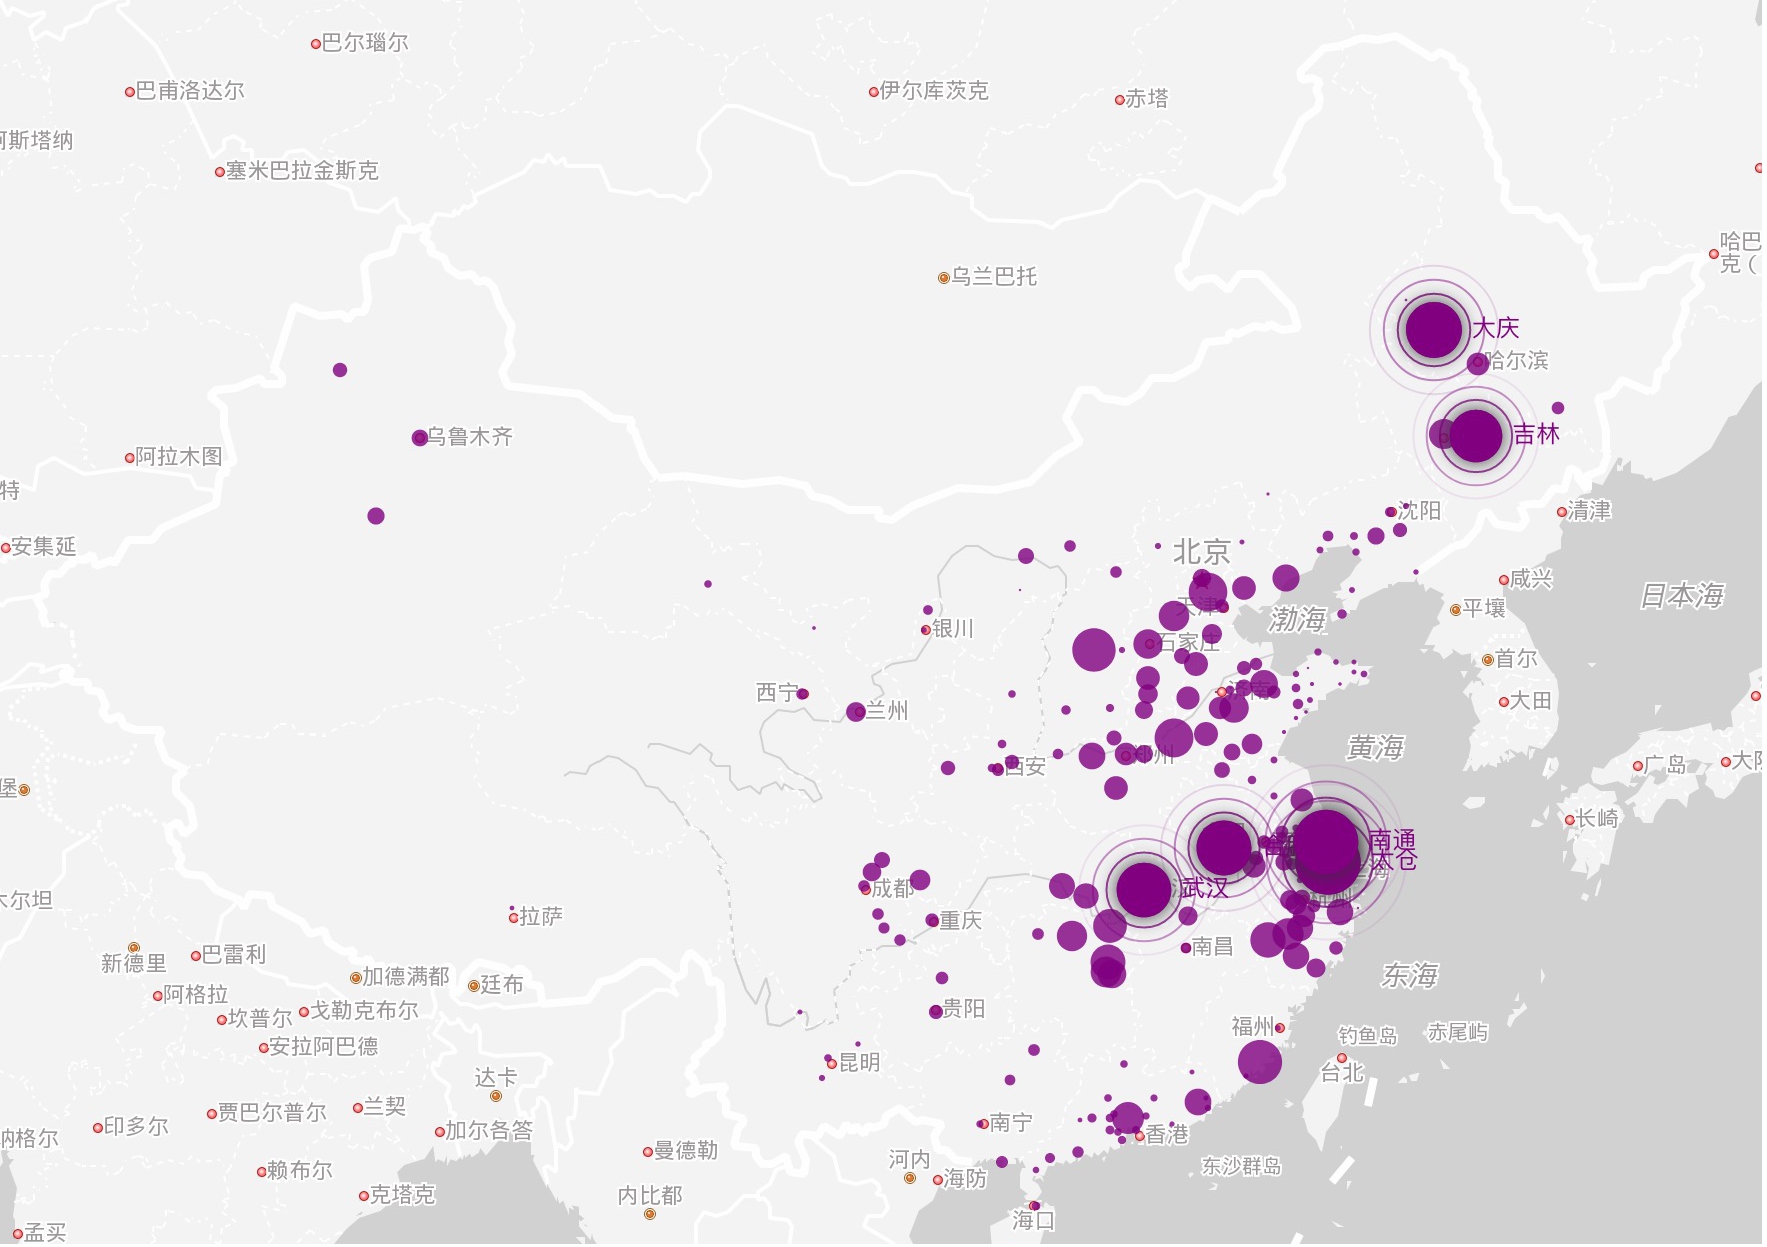 巴尔瑙尔
巴甫洛达尔
伊尔库茨克
赤塔
阿斯塔纳
塞米巴拉金斯克
哈巴
克（
乌兰巴托
大庆
哈尔滨
吉林
乌鲁木齐
阿拉木图
特
清津
沈阳
安集延
北京
咸兴
日本海
平壤
天津
渤海
银川
石家庄
首尔
西宁
济南
大田
兰州
黄海
郑州
西安
广岛
大阪
堡
长崎
南通
太仓
上海
成都
武汉
木尔坦
拉萨
重庆
杭州
南昌
新德里
巴雷利
加德满都
廷布
东海
阿格拉
坎普尔
戈勒克布尔
贵阳
福州
钓鱼岛
赤尾屿
安拉阿巴德
昆明
台北
达卡
贾巴尔普尔
兰契
印多尔
南宁
香港
纳格尔
加尔各答
曼德勒
河内
东沙群岛
赖布尔
海防
克塔克
内比都
海口
孟买